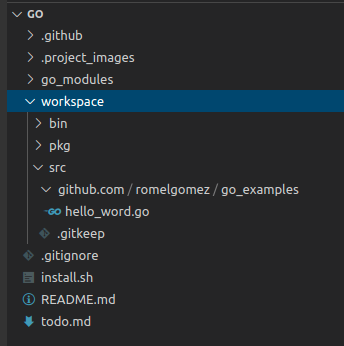 GO
.github
.project_images
go_modules
workspace
bin
pkg
src
github.com / romelgomez / go_examples
hello_word.go
.gitkeep
.gitignore
install.sh
README.md
todo.md